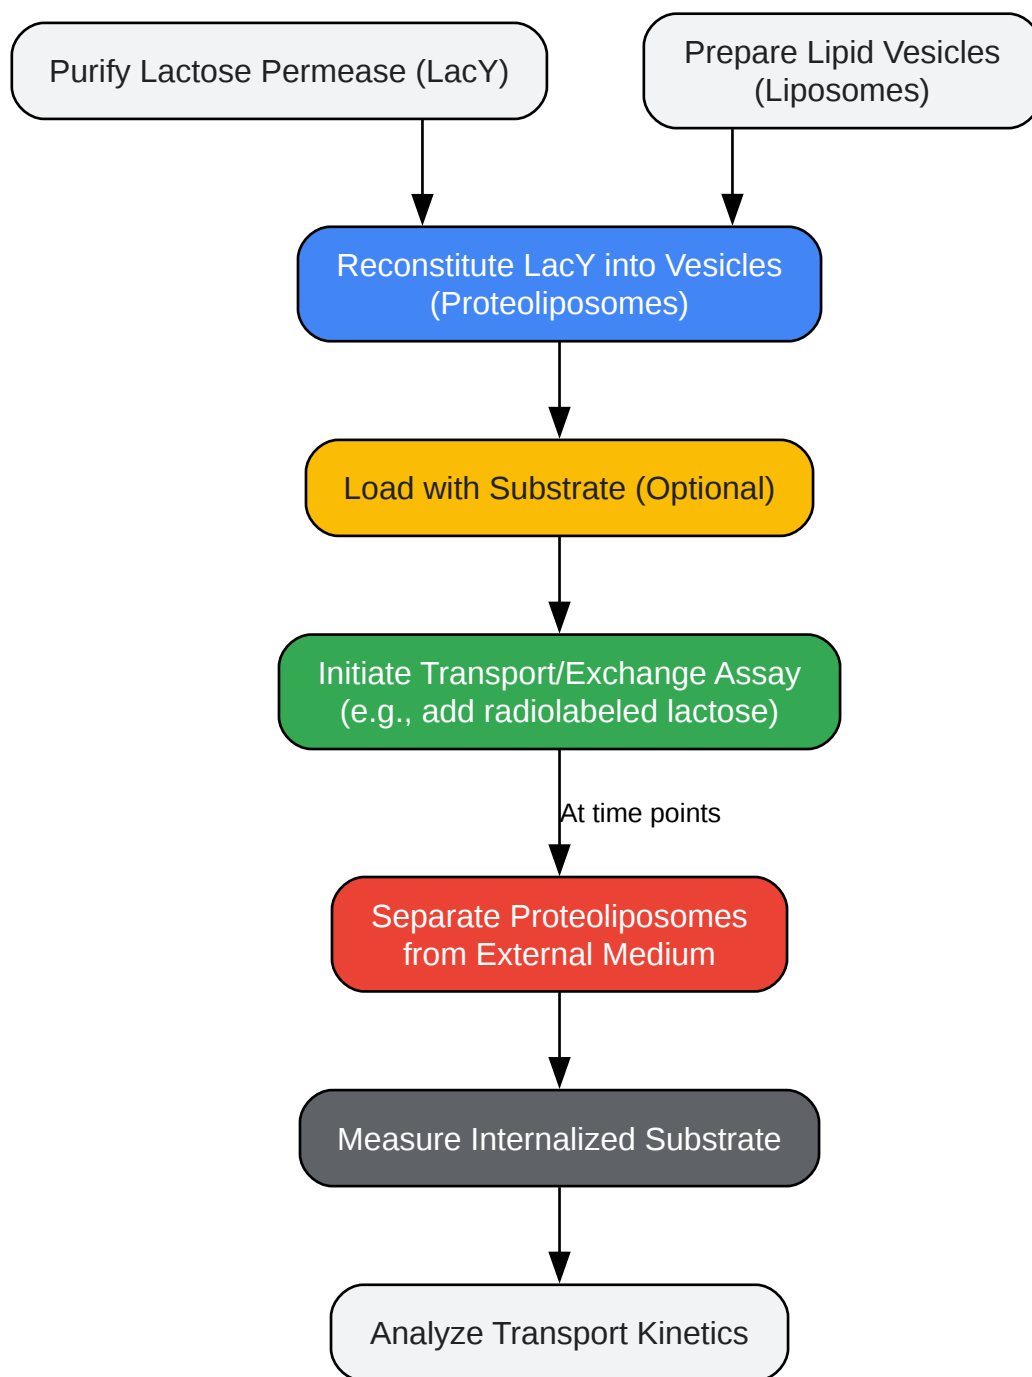 Purify Lactose Permease (LacY)
Prepare Lipid Vesicles
(Liposomes)
Reconstitute LacY into Vesicles
(Proteoliposomes)
Load with Substrate (Optional)
Initiate Transport/Exchange Assay
(e.g., add radiolabeled lactose)
At time points
Separate Proteoliposomes
from External Medium
Measure Internalized Substrate
Analyze Transport Kinetics